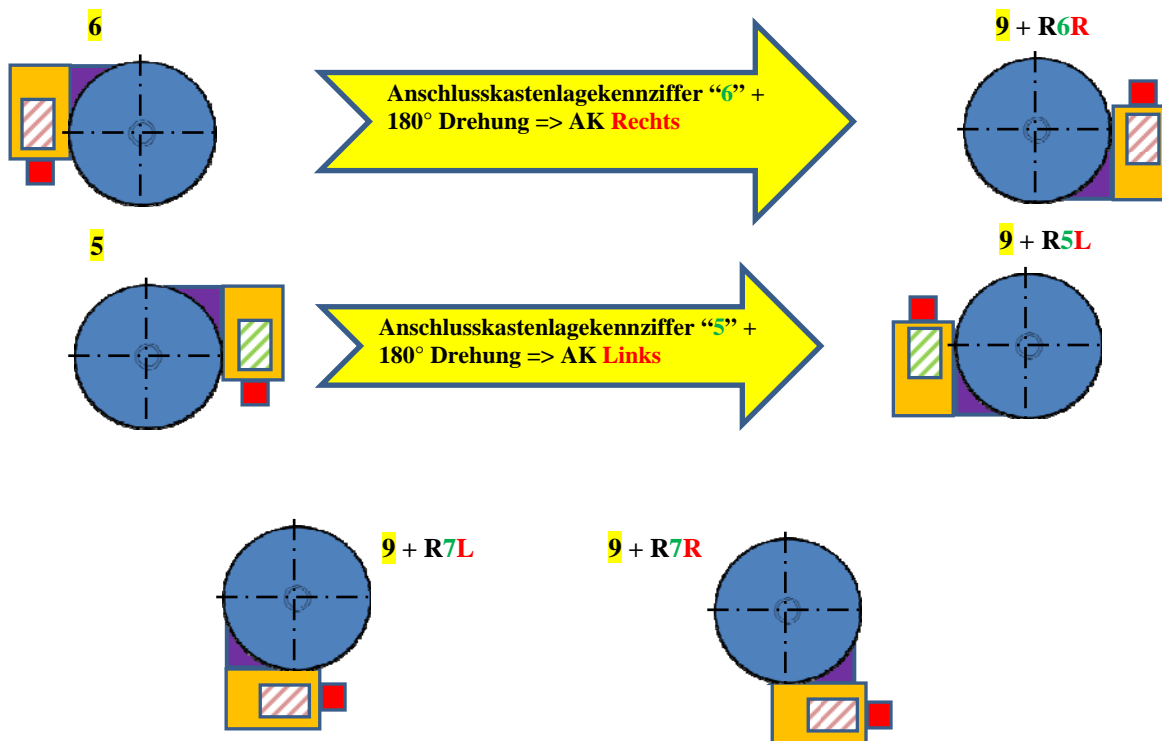 6
9 + R6R
Anschlusskastenlagekennziffer “6” +
180° Drehung => AK Rechts
5
9 + R5L
Anschlusskastenlagekennziffer “5” +
180° Drehung => AK Links
9 + R7L
9 + R7R